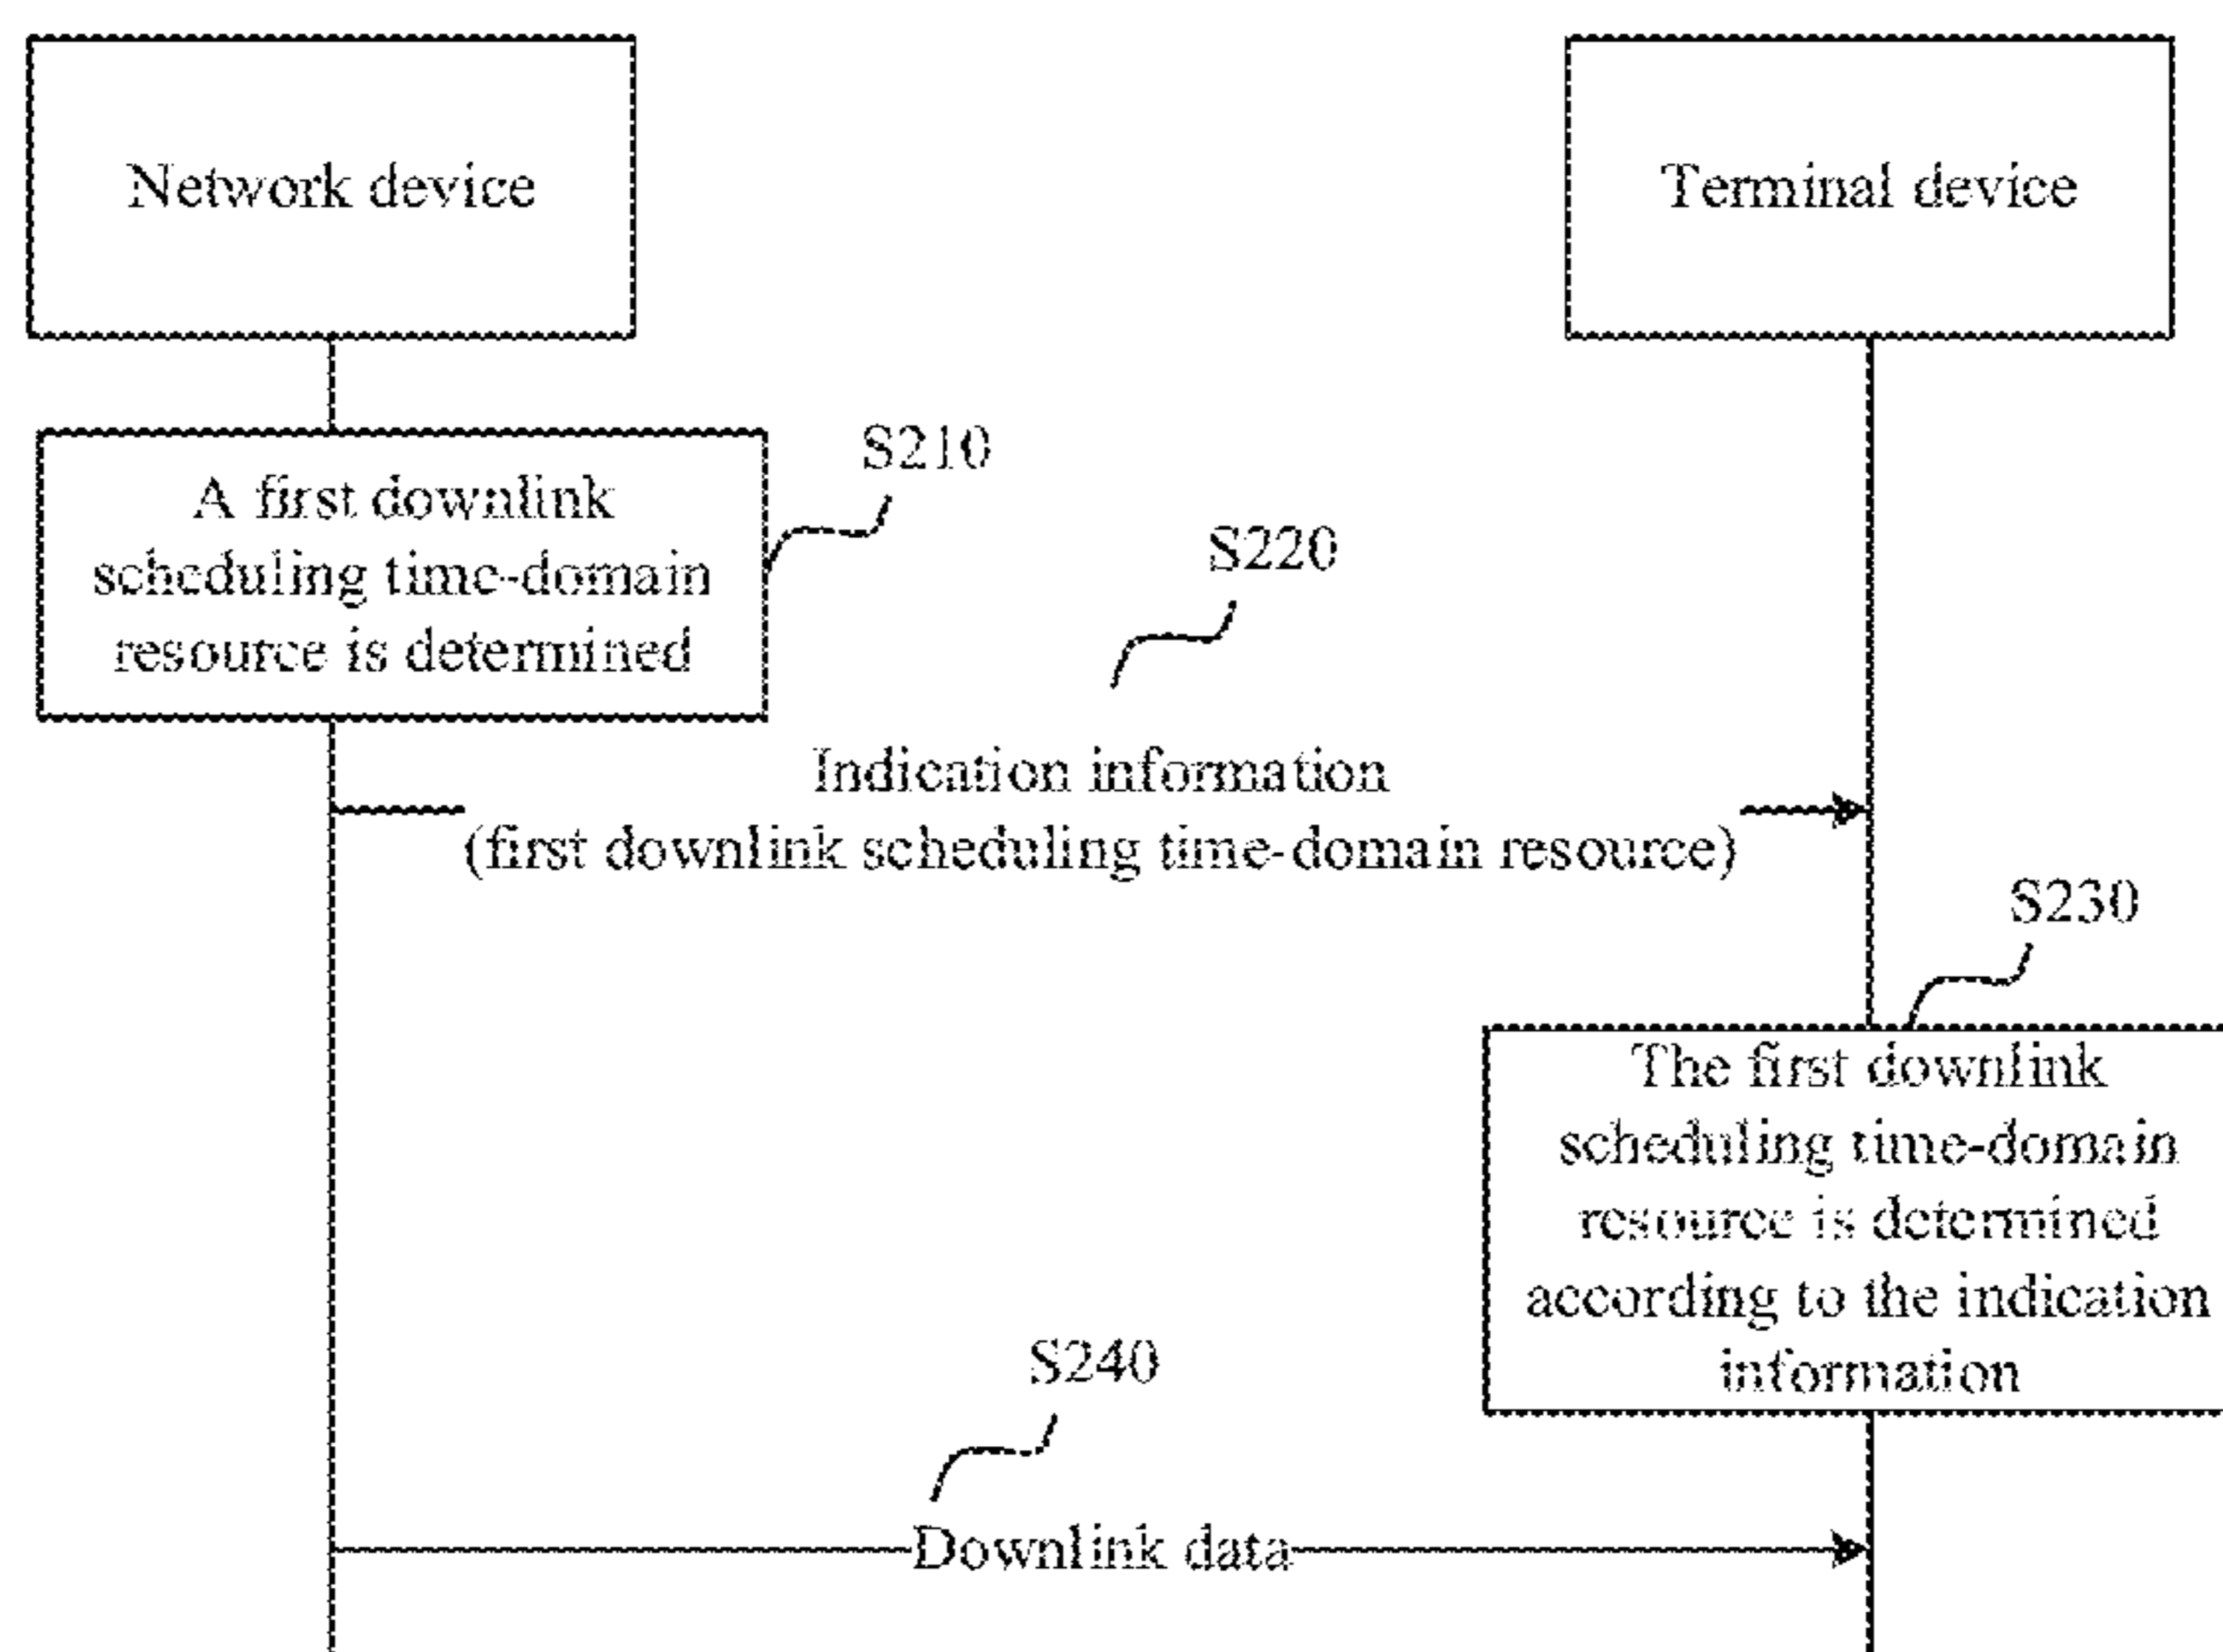 Network device
Terminal device
S210
A first downlink
scheduling time-domain
resource is determined
S220
Indication information
(first downlink scheduling time-domain resource)
S230
The first downlink
scheduling time-domain
resource is determined
according to the indication
information
S240
Downlink data